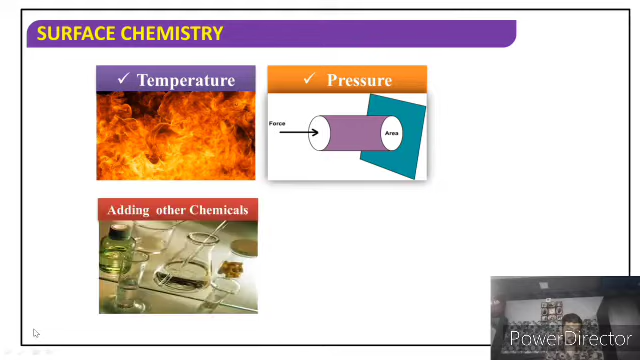 SURFACE CHEMISTRY
✓ Temperature
✓ Pressure
Force
Area
Adding other Chemicals
PowerDirector